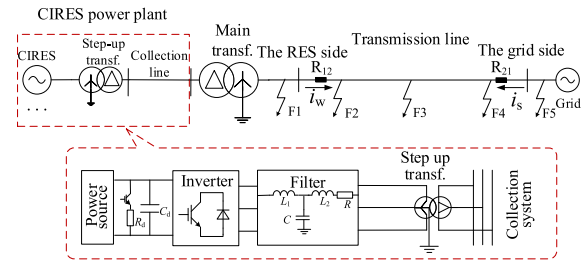 CIRES power plant
CIRES
Step-up
transf.
Collection
line
Main
transf.
The RES side
Transmission line
The grid side
R12
R21
iw
is
F1
F2
F3
F4
F5
Grid
. . .
Power
source
Rd
Cd
Inverter
Filter
L1
L2
R
C
Step up
transf.
Collection
system